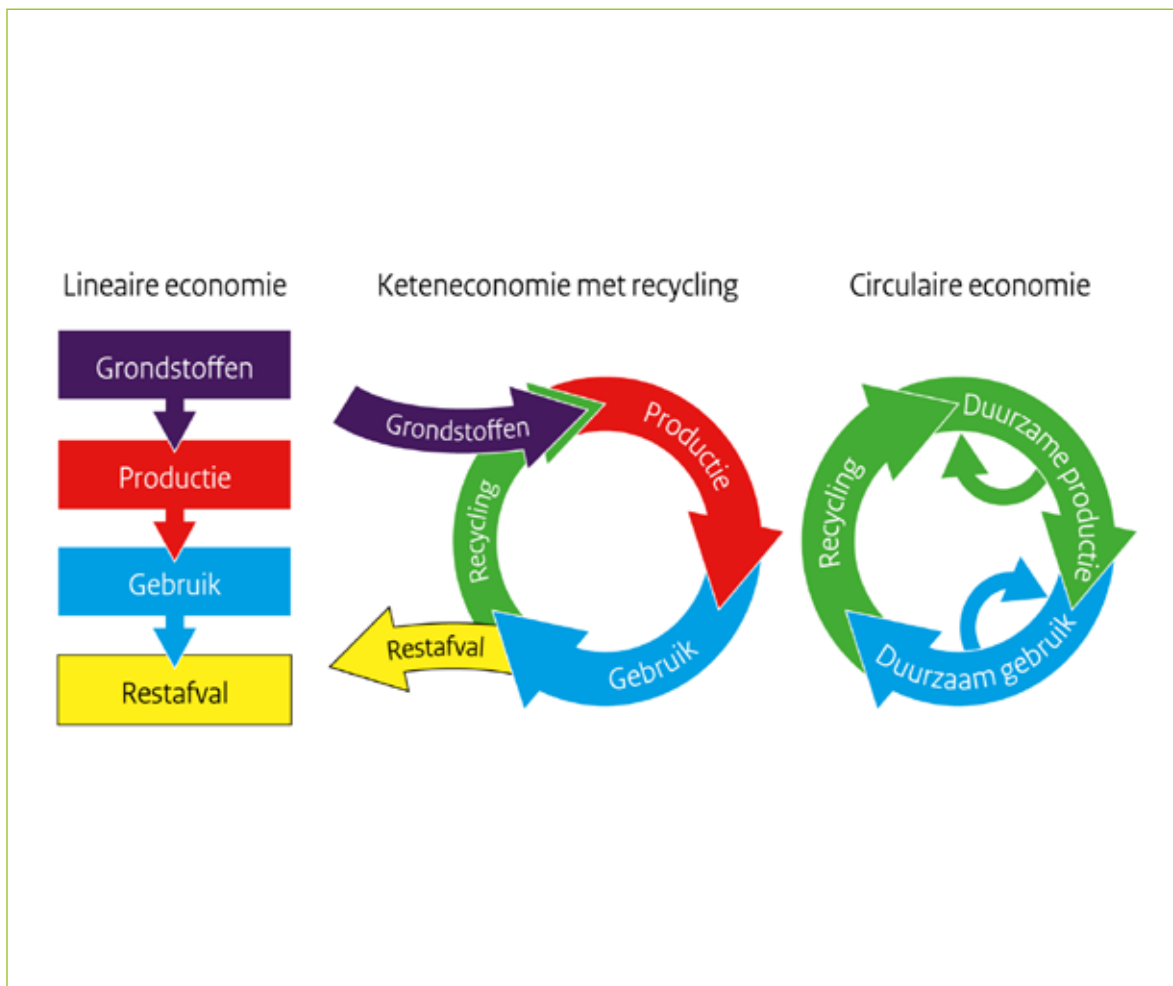 Lineaire economie
Grondstoffen
Productie
Gebruik
Restafval
Keteneconomie met recycling
Grondstoffen
Productie
Gebruik
Restafval
Recycling
Circulaire economie
Duurzame productie
Duurzaam gebruik
Recycling